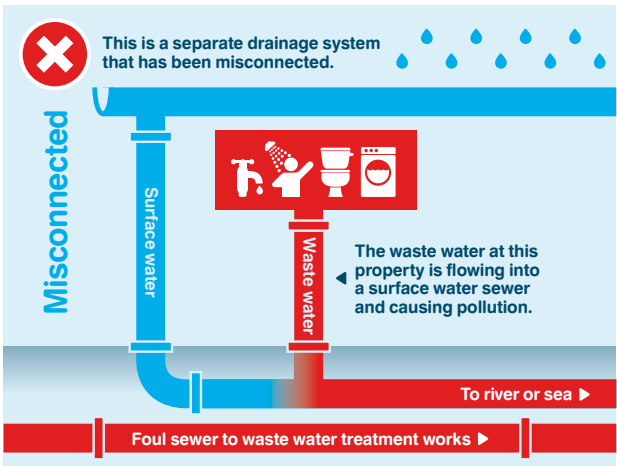 This is a separate drainage system
that has been misconnected.
Misconnected
Surface water
Waste water
The waste water at this
property is flowing into
a surface water sewer
and causing pollution.
To river or sea
Foul sewer to waste water treatment works